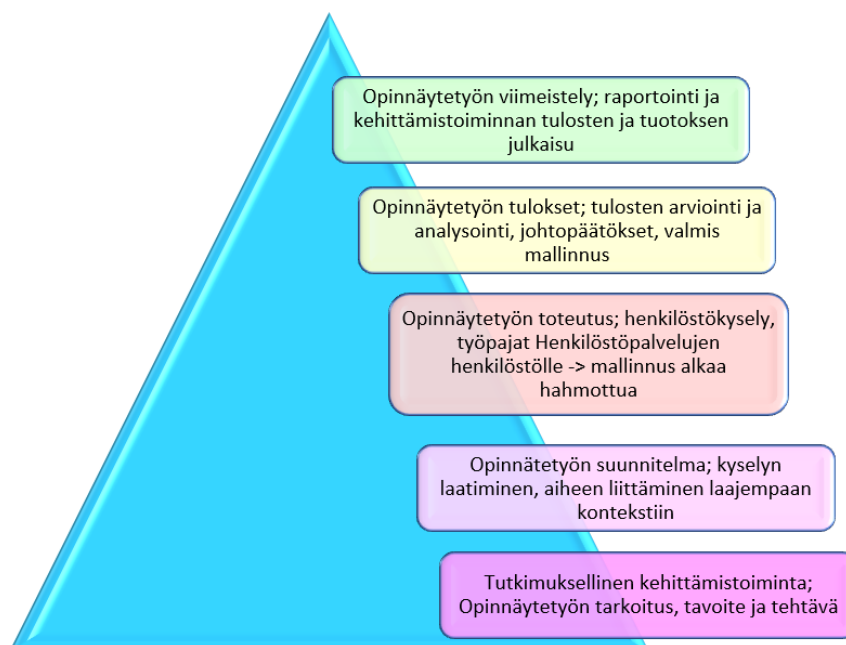 Opinnäytetyön viimeistely; raportointi ja
kehittämistoiminnan tulosten ja tuotoksen
julkaisu
Opinnäytetyön tulokset; tulosten arviointi ja
analysointi, johtopäätökset, valmis
mallinnus
Opinnäytetyön toteutus; henkilöstökysely,
työpajat Henkilöstöpalvelujen
henkilöstölle -> mallinnus alkaa
hahmottua
Opinnätetyön suunnitelma; kyselyn
laatiminen, aiheen liittäminen laajempaan
kontekstiin
Tutkimuksellinen kehittämistoiminta;
Opinnäytetyön tarkoitus, tavoite ja tehtävä